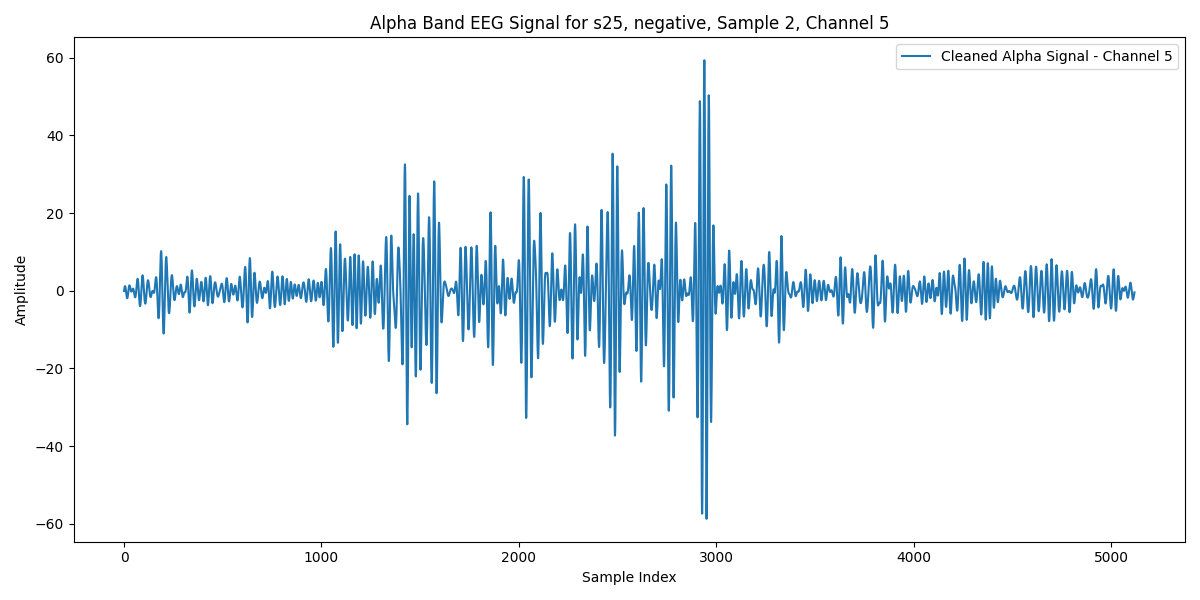 Alpha Band EEG Signal for s25, negative, Sample 2, Channel 5
Cleaned Alpha Signal - Channel 5
Amplitude
60
40
20
0
−20
−40
−60
0 1000 2000 3000 4000 5000
Sample Index